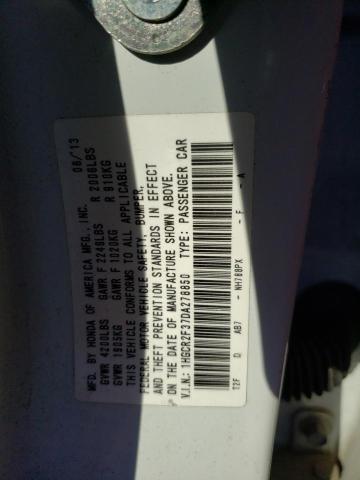 MFD. BY HONDA OF AMERICA MFG., INC. 08/13
GVWR 4200LBS GAWR F 2249LBS R 2006LBS
GVWR 1905KG GAWR F 1020KG R 910KG
THIS VEHICLE CONFORMS TO ALL APPLICABLE
FEDERAL MOTOR VEHICLE SAFETY, BUMPER,
AND THEFT PREVENTION STANDARDS IN EFFECT
ON THE DATE OF MANUFACTURE SHOWN ABOVE.
V.I.N.: 1HGCR2F37DA278850 TYPE: PASSENGER CAR
T2F D AB7 - NH788PX - F - A